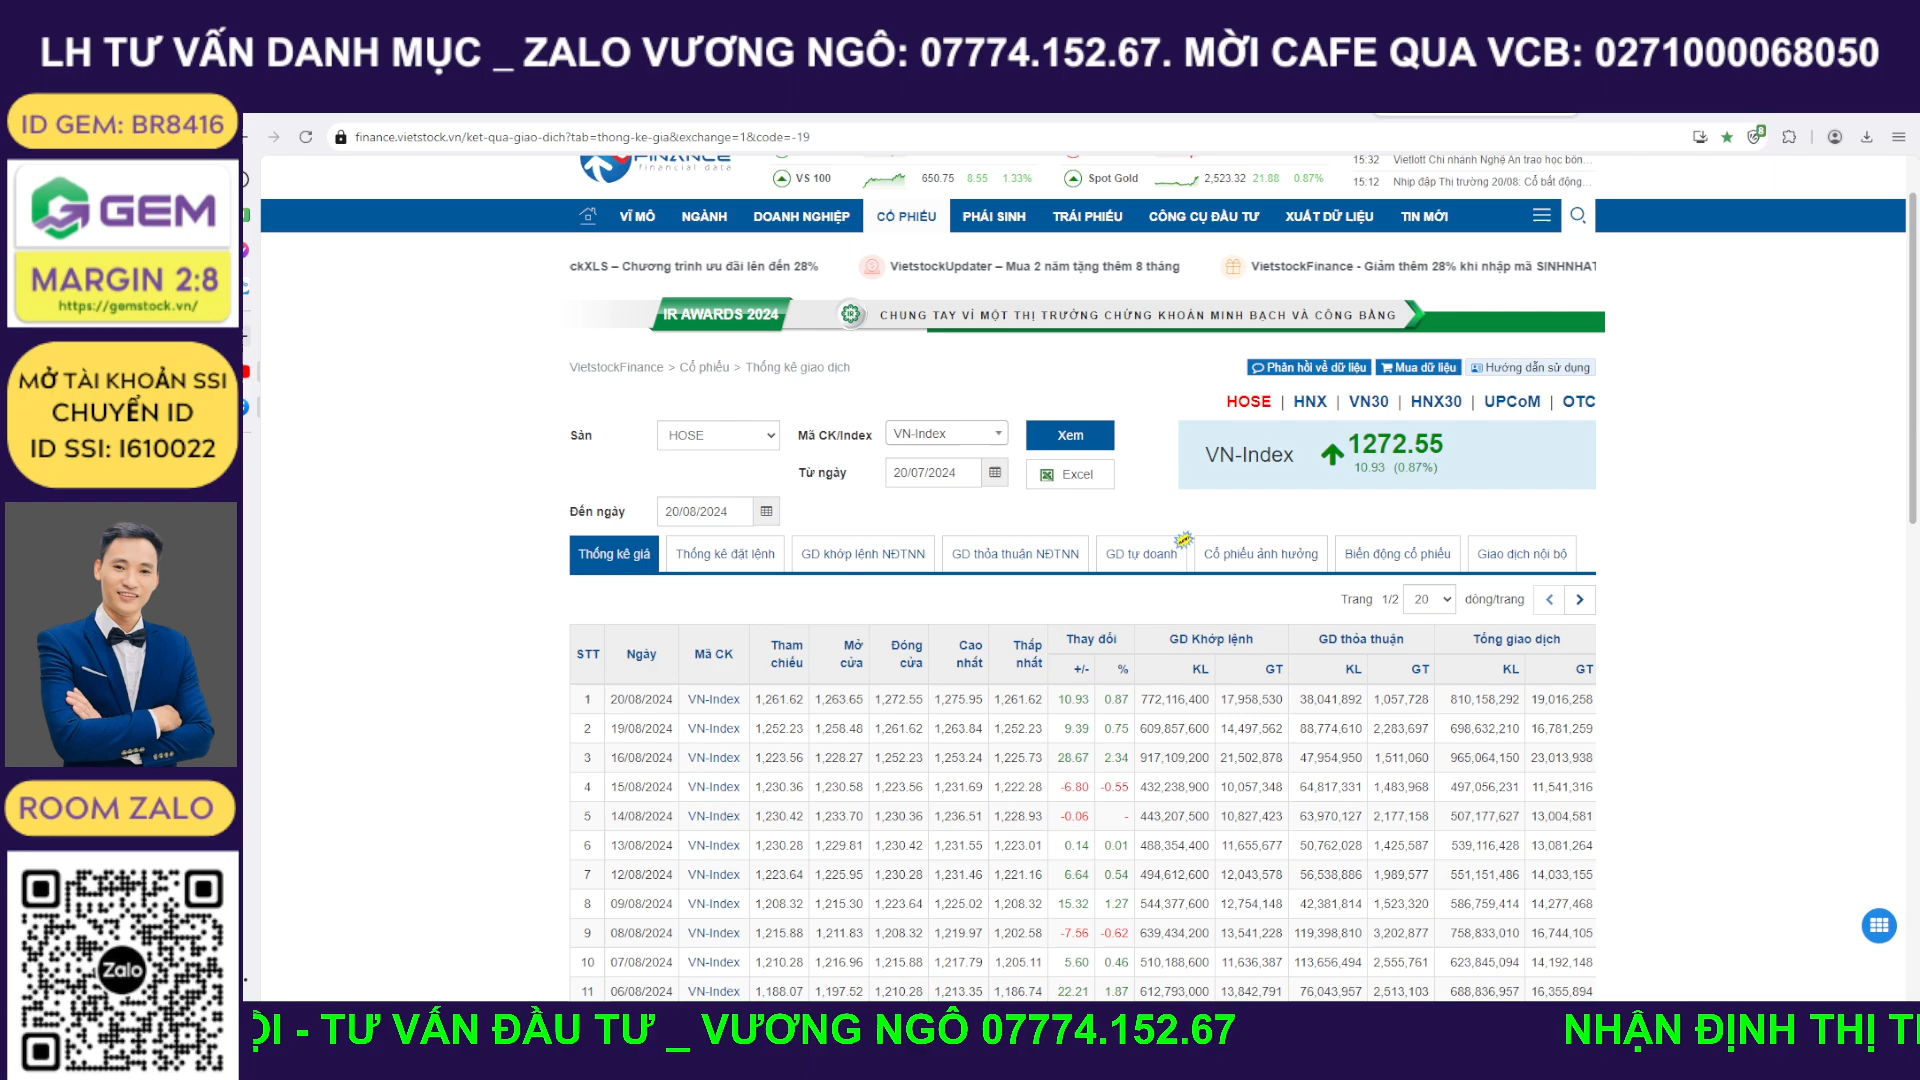 LH TƯ VẤN DANH MỤC _ ZALO VƯƠNG NGÔ: 07774.152.67. MỜI CAFE QUA VCB: 0271000068050
ID GEM: BR8416
GEM
MARGIN 2:8
https://gemstock.vn/
MỞ TÀI KHOẢN SSI
CHUYỂN ID
ID SSI: I610022
ROOM ZALO
Zalo
finance.vietstock.vn/ket-qua-giao-dich?tab=thong-ke-gia&exchange=1&code=-19
FINANCE
financial data
VS 100 650.75 8.55 1.33%
Spot Gold 2,523.32 21.88 0.87%
15:32 Vietlott Chi nhánh Nghệ An trao học bổn...
15:12 Nhịp đập Thị trường 20/08: Cổ bất động...
VĨ MÔ NGÀNH DOANH NGHIỆP CỔ PHIẾU PHÁI SINH TRÁI PHIẾU CÔNG CỤ ĐẦU TƯ XUẤT DỮ LIỆU TIN MỚI
ckXLS – Chương trình ưu đãi lên đến 28% VietstockUpdater – Mua 2 năm tặng thêm 8 tháng VietstockFinance - Giảm thêm 28% khi nhập mã SINHNHAT
IR AWARDS 2024 IR CHUNG TAY VÌ MỘT THỊ TRƯỜNG CHỨNG KHOÁN MINH BẠCH VÀ CÔNG BẰNG
VietstockFinance > Cổ phiếu > Thống kê giao dịch
Phản hồi về dữ liệu Mua dữ liệu Hướng dẫn sử dụng
HOSE | HNX | VN30 | HNX30 | UPCoM | OTC
Sàn HOSE Mã CK/Index VN-Index Xem
Từ ngày 20/07/2024 Excel
Đến ngày 20/08/2024
VN-Index 1272.55
10.93 (0.87%)
Thống kê giá Thống kê đặt lệnh GD khớp lệnh NĐTNN GD thỏa thuận NĐTNN GD tự doanh Cổ phiếu ảnh hưởng Biến động cổ phiếu Giao dịch nội bộ
Trang 1/2 20 dòng/trang
STT Ngày Mã CK Tham chiếu Mở cửa Đóng cửa Cao nhất Thấp nhất Thay đổi GD Khớp lệnh GD thỏa thuận Tổng giao dịch
+/- % KL GT KL GT KL GT
1 20/08/2024 VN-Index 1,261.62 1,263.65 1,272.55 1,275.95 1,261.62 10.93 0.87 772,116,400 17,958,530 38,041,892 1,057,728 810,158,292 19,016,258
2 19/08/2024 VN-Index 1,252.23 1,258.48 1,261.62 1,263.84 1,252.23 9.39 0.75 609,857,600 14,497,562 88,774,610 2,283,697 698,632,210 16,781,259
3 16/08/2024 VN-Index 1,223.56 1,228.27 1,252.23 1,253.24 1,225.73 28.67 2.34 917,109,200 21,502,878 47,954,950 1,511,060 965,064,150 23,013,938
4 15/08/2024 VN-Index 1,230.36 1,230.58 1,223.56 1,231.69 1,222.28 -6.80 -0.55 432,238,900 10,057,348 64,817,331 1,483,968 497,056,231 11,541,316
5 14/08/2024 VN-Index 1,230.42 1,233.70 1,230.36 1,236.51 1,228.93 -0.06 - 443,207,500 10,827,423 63,970,127 2,177,158 507,177,627 13,004,581
6 13/08/2024 VN-Index 1,230.28 1,229.81 1,230.42 1,231.55 1,223.01 0.14 0.01 488,354,400 11,655,677 50,762,028 1,425,587 539,116,428 13,081,264
7 12/08/2024 VN-Index 1,223.64 1,225.95 1,230.28 1,231.46 1,221.16 6.64 0.54 494,612,600 12,043,578 56,538,886 1,989,577 551,151,486 14,033,155
8 09/08/2024 VN-Index 1,208.32 1,215.30 1,223.64 1,225.02 1,208.32 15.32 1.27 544,377,600 12,754,148 42,381,814 1,523,320 586,759,414 14,277,468
9 08/08/2024 VN-Index 1,215.88 1,211.83 1,208.32 1,219.97 1,202.58 -7.56 -0.62 639,434,200 13,541,228 119,398,810 3,202,877 758,833,010 16,744,105
10 07/08/2024 VN-Index 1,210.28 1,216.96 1,215.88 1,217.79 1,205.11 5.60 0.46 510,188,600 11,636,387 113,656,494 2,555,761 623,845,094 14,192,148
11 06/08/2024 VN-Index 1,188.07 1,197.52 1,210.28 1,213.35 1,186.74 22.21 1.87 612,793,000 13,842,791 76,043,957 2,513,103 688,836,957 16,355,894
ỘI - TƯ VẤN ĐẦU TƯ _ VƯƠNG NGÔ 07774.152.67 NHẬN ĐỊNH THỊ T